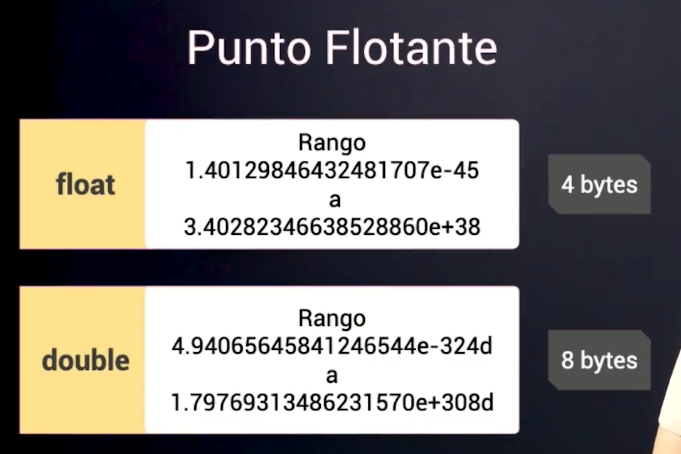 Punto Flotante
float
Rango
1.40129846432481707e-45
a
3.40282346638528860e+38
4 bytes
double
Rango
4.94065645841246544e-324d
a
1.79769313486231570e+308d
8 bytes